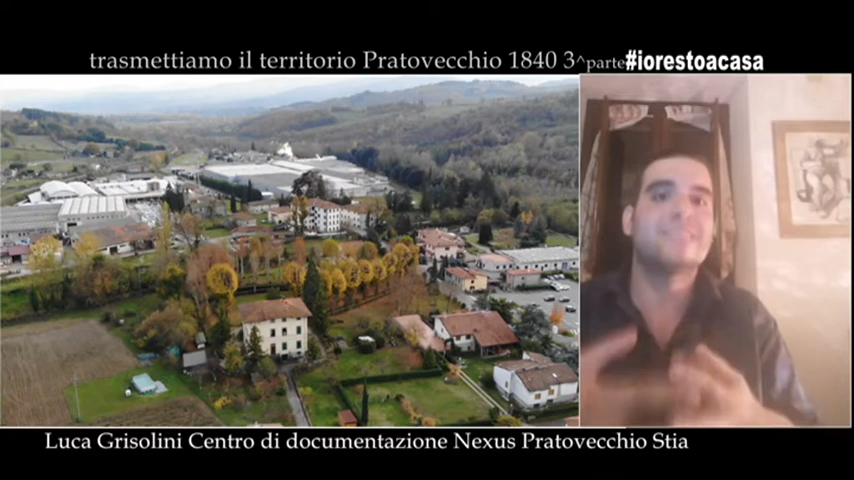 trasmettiamo il territorio Pratovecchio 1840 3^parte#iorestoacasa
Luca Grisolini Centro di documentazione Nexus Pratovecchio Stia